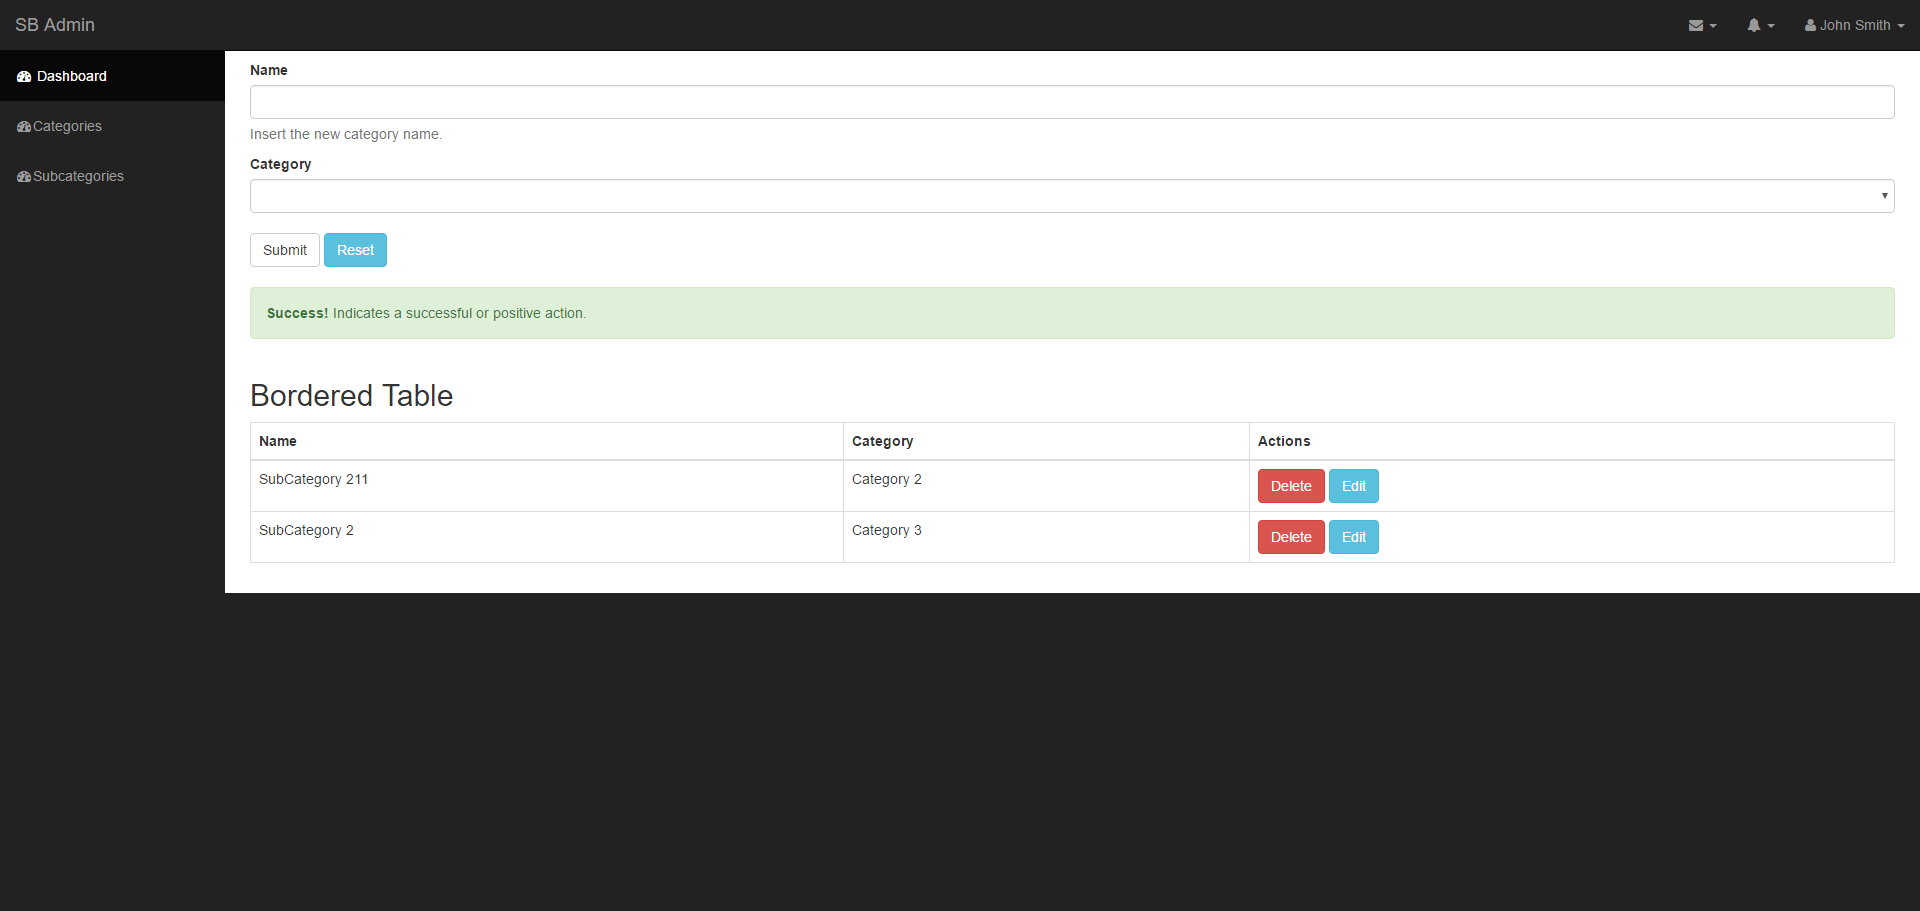 SB Admin
John Smith
Dashboard
Categories
Subcategories
Name
Insert the new category name.
Category
Submit Reset
Success! Indicates a successful or positive action.
Bordered Table
Name Category Actions
SubCategory 211 Category 2 Delete Edit
SubCategory 2 Category 3 Delete Edit